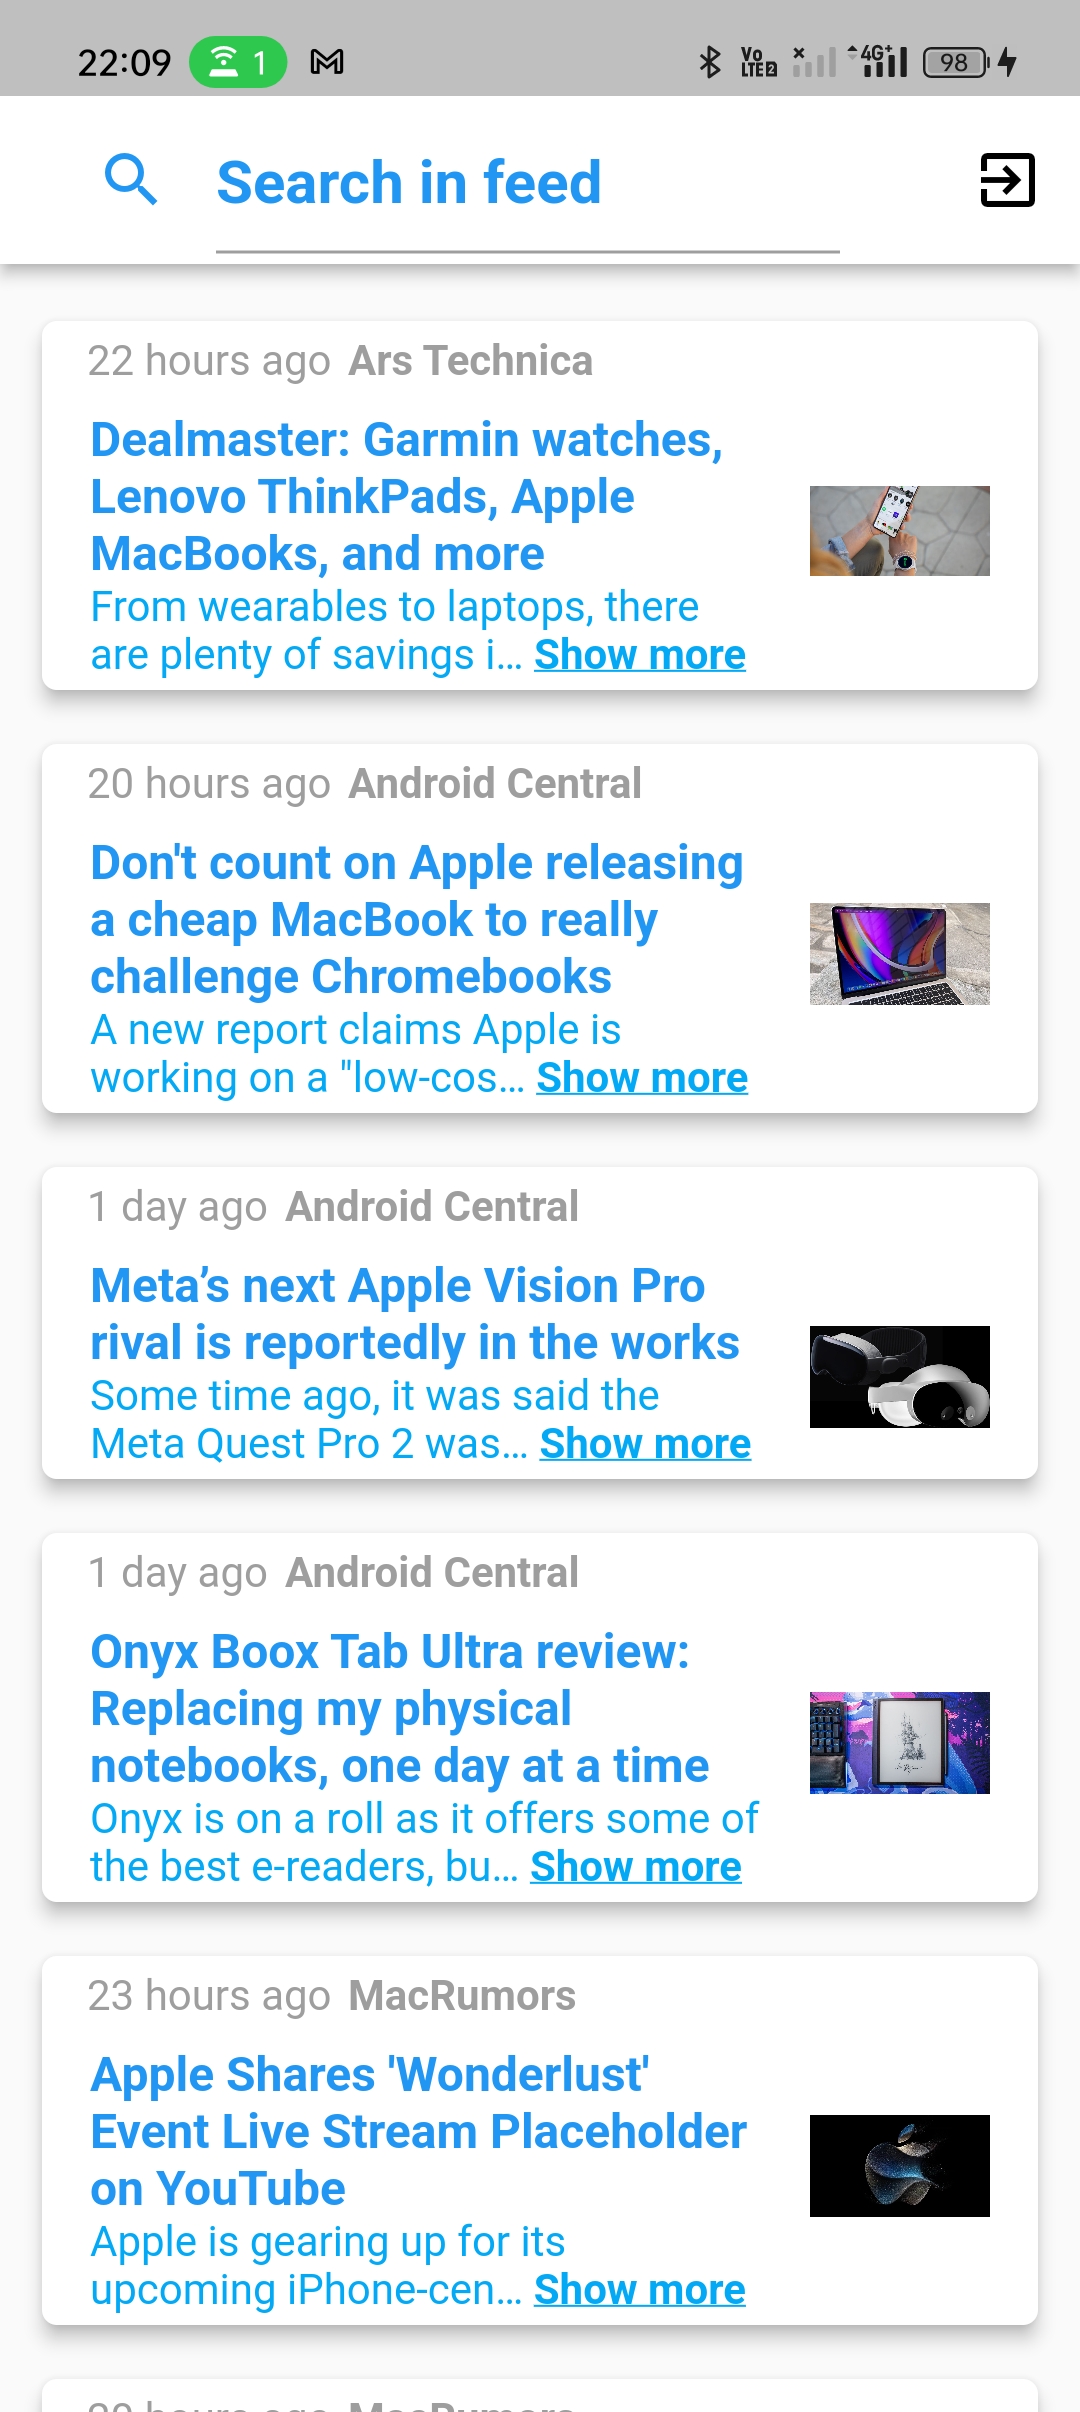 22:09 1 Vo LTE2 4G+ 98
Search in feed
22 hours ago Ars Technica
Dealmaster: Garmin watches,
Lenovo ThinkPads, Apple
MacBooks, and more
From wearables to laptops, there
are plenty of savings i... Show more
20 hours ago Android Central
Don't count on Apple releasing
a cheap MacBook to really
challenge Chromebooks
A new report claims Apple is
working on a "low-cos... Show more
1 day ago Android Central
Meta’s next Apple Vision Pro
rival is reportedly in the works
Some time ago, it was said the
Meta Quest Pro 2 was... Show more
1 day ago Android Central
Onyx Boox Tab Ultra review:
Replacing my physical
notebooks, one day at a time
Onyx is on a roll as it offers some of
the best e-readers, bu... Show more
23 hours ago MacRumors
Apple Shares 'Wonderlust'
Event Live Stream Placeholder
on YouTube
Apple is gearing up for its
upcoming iPhone-cen... Show more
hours ago MacRumors